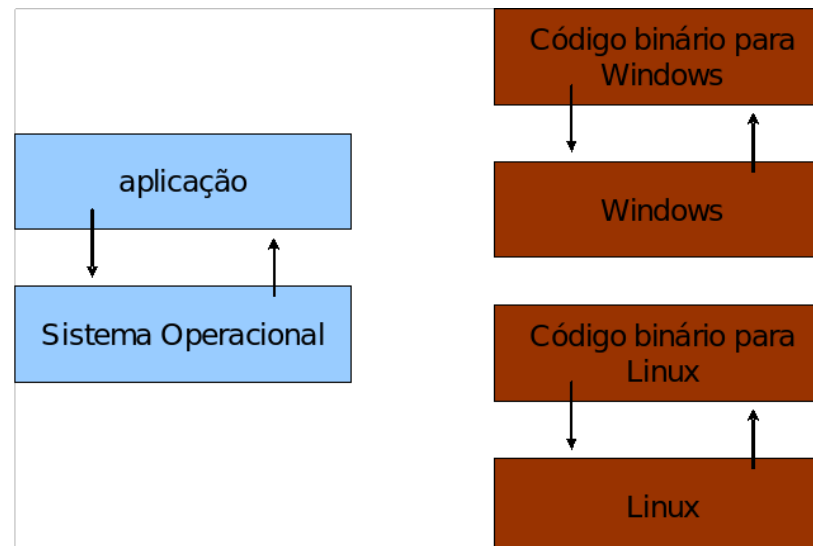 aplicação
Sistema Operacional
Código binário para
Windows
Windows
Código binário para
Linux
Linux